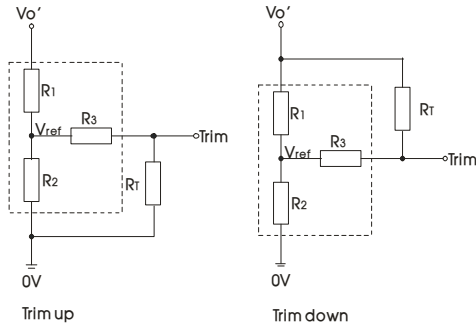 Vo'
R1
Vref
R3
Trim
R2
RT
0V
Trim up
Vo'
R1
RT
Vref
R3
Trim
R2
0V
Trim down